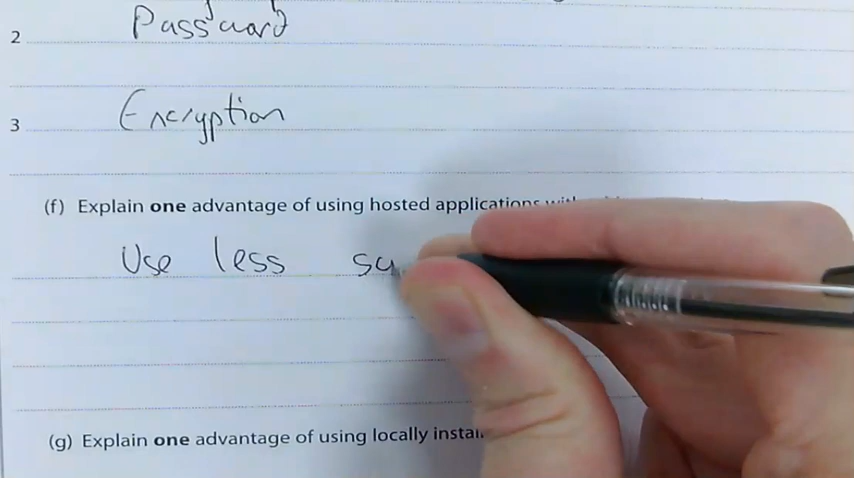 2 Password
3 Encryption
(f) Explain one advantage of using hosted applications
Use less
(g) Explain one advantage of using locally